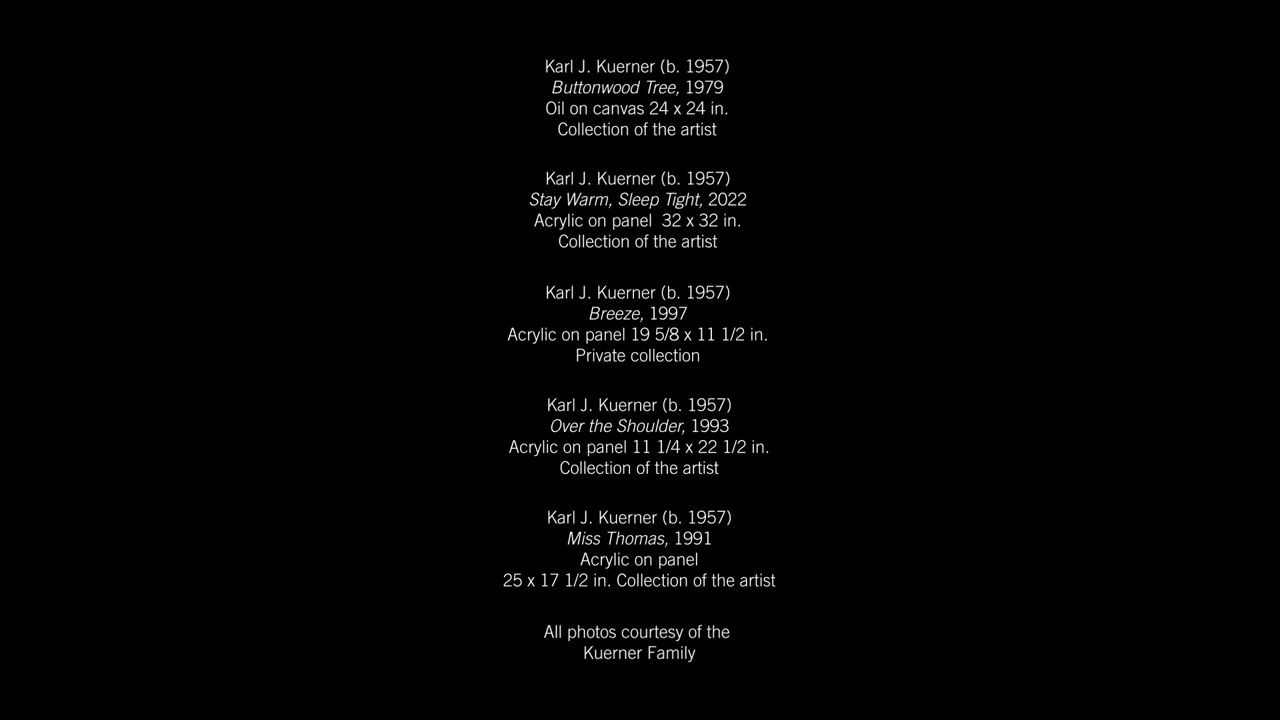 Karl J. Kuerner (b. 1957)
Buttonwood Tree, 1979
Oil on canvas 24 x 24 in.
Collection of the artist
Karl J. Kuerner (b. 1957)
Stay Warm, Sleep Tight, 2022
Acrylic on panel  32 x 32 in.
Collection of the artist
Karl J. Kuerner (b. 1957)
Breeze, 1997
Acrylic on panel 19 5/8 x 11 1/2 in.
Private collection
Karl J. Kuerner (b. 1957)
Over the Shoulder, 1993
Acrylic on panel 11 1/4 x 22 1/2 in.
Collection of the artist
Karl J. Kuerner (b. 1957)
Miss Thomas, 1991
Acrylic on panel
25 x 17 1/2 in. Collection of the artist
All photos courtesy of the
Kuerner Family